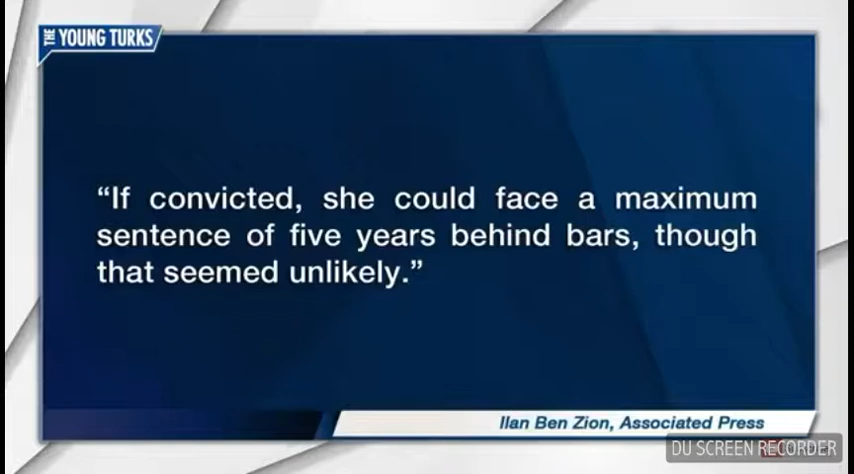 THE YOUNG TURKS
“If convicted, she could face a maximum
sentence of five years behind bars, though
that seemed unlikely.”
Ilan Ben Zion, Associated Press
DU SCREEN RECORDER